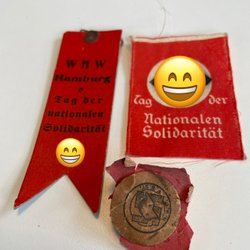 W H W
Hamburg
Tag der
nationalen
Solidarität
Tag der
Nationalen
Solidarität